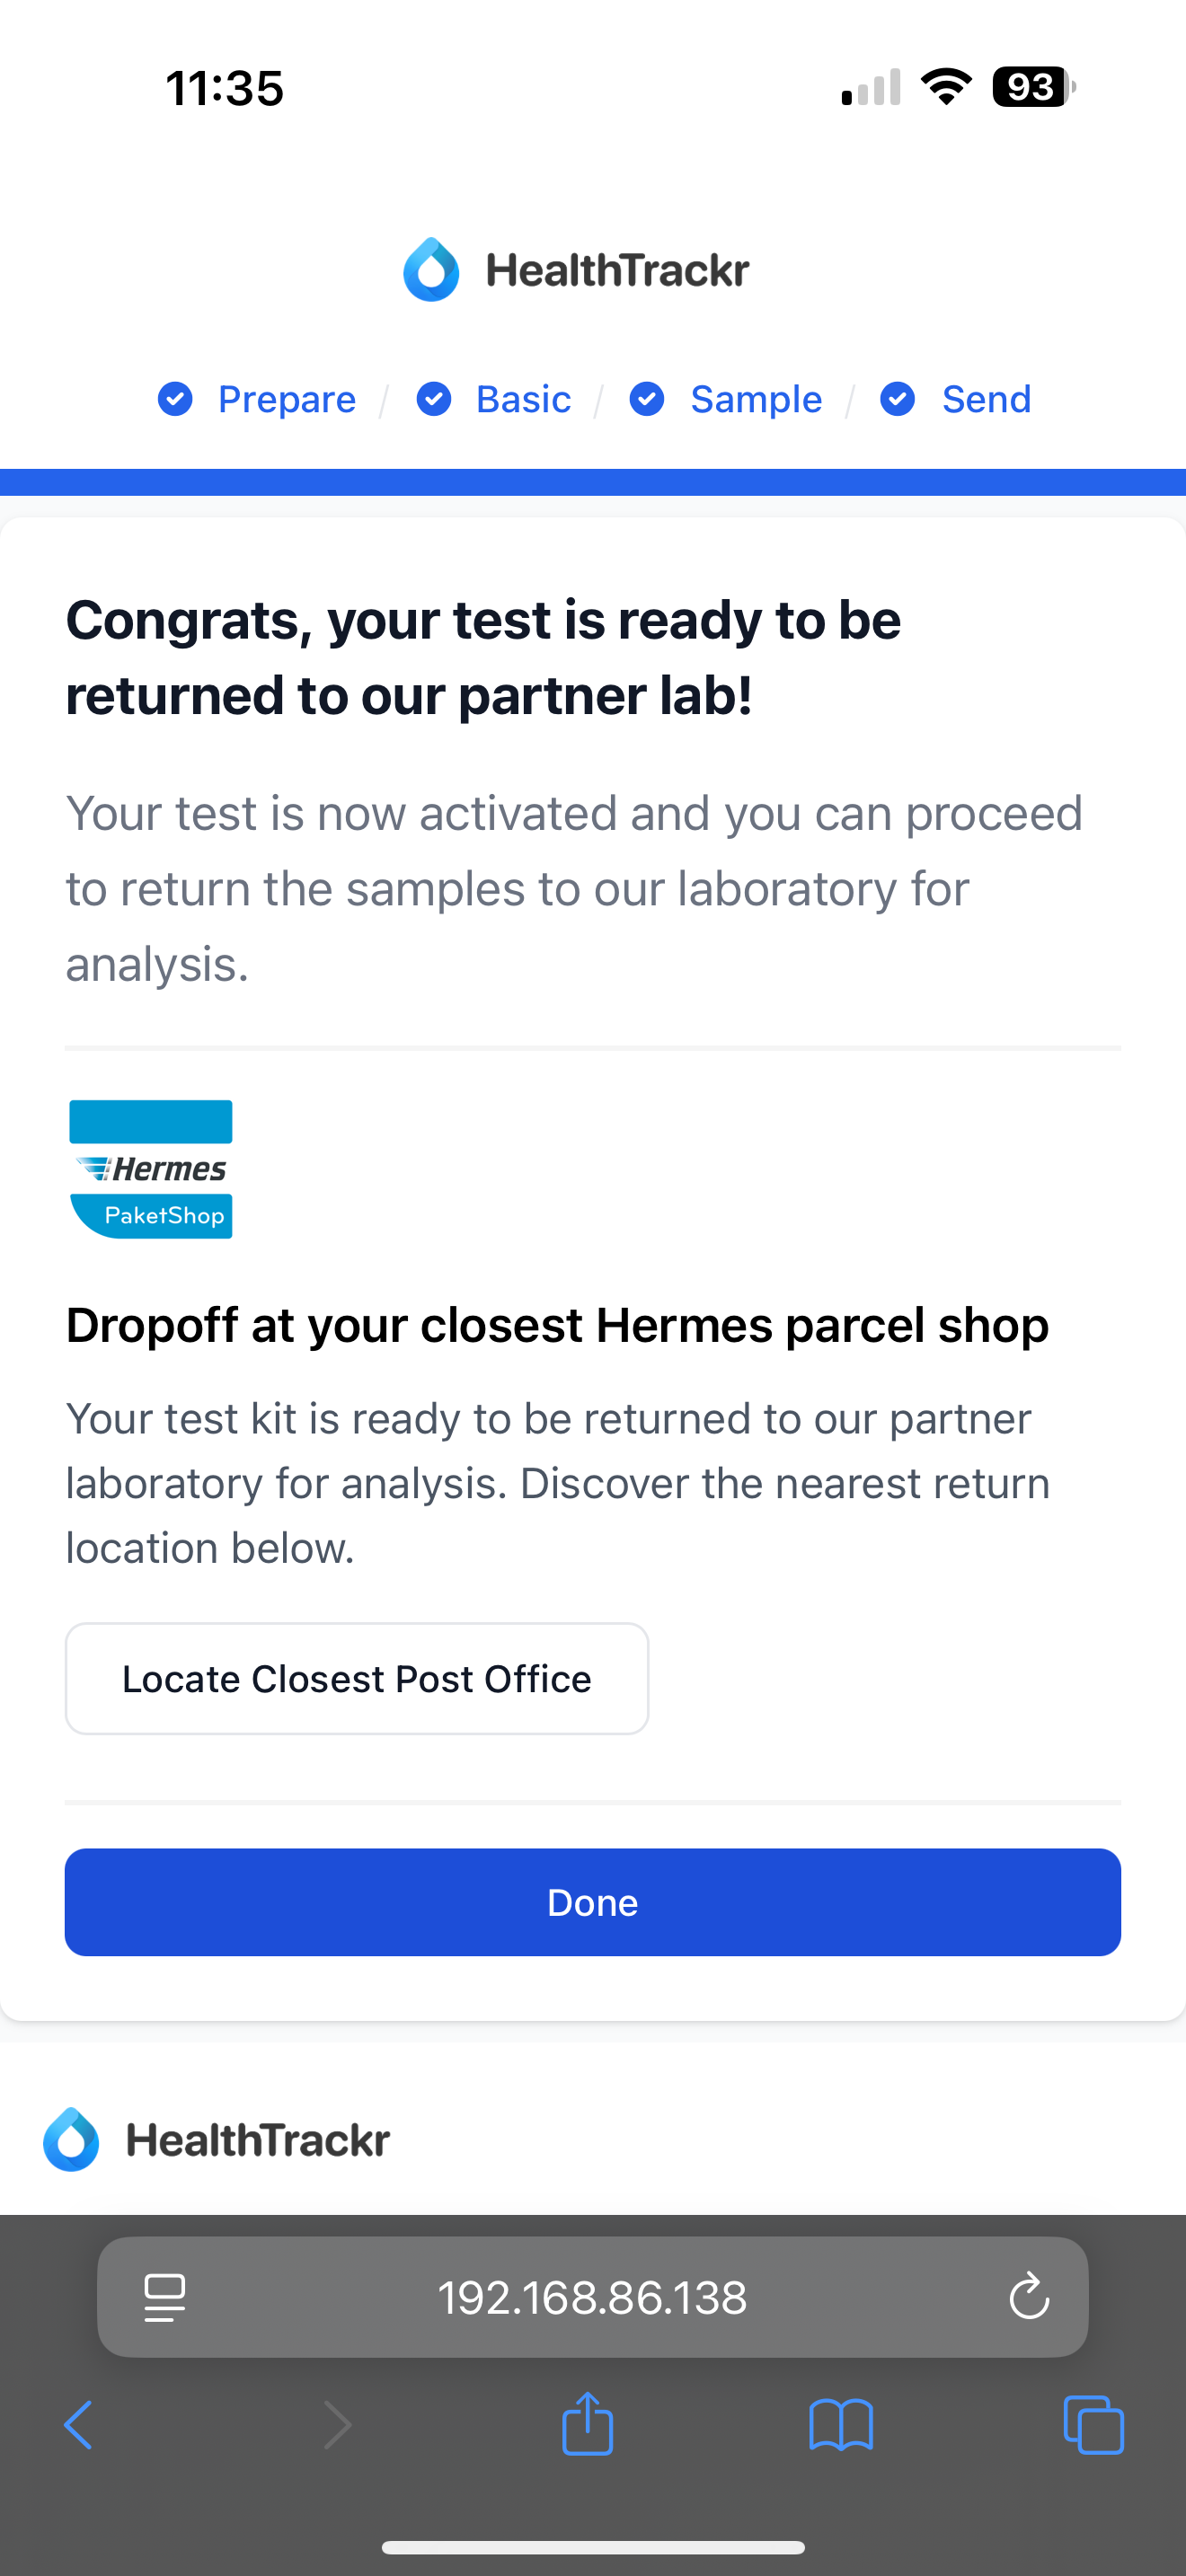 11:35
93
HealthTrackr
Prepare / Basic / Sample / Send
Congrats, your test is ready to be
returned to our partner lab!
Your test is now activated and you can proceed
to return the samples to our laboratory for
analysis.
Hermes
PaketShop
Dropoff at your closest Hermes parcel shop
Your test kit is ready to be returned to our partner
laboratory for analysis. Discover the nearest return
location below.
Locate Closest Post Office
Done
HealthTrackr
192.168.86.138